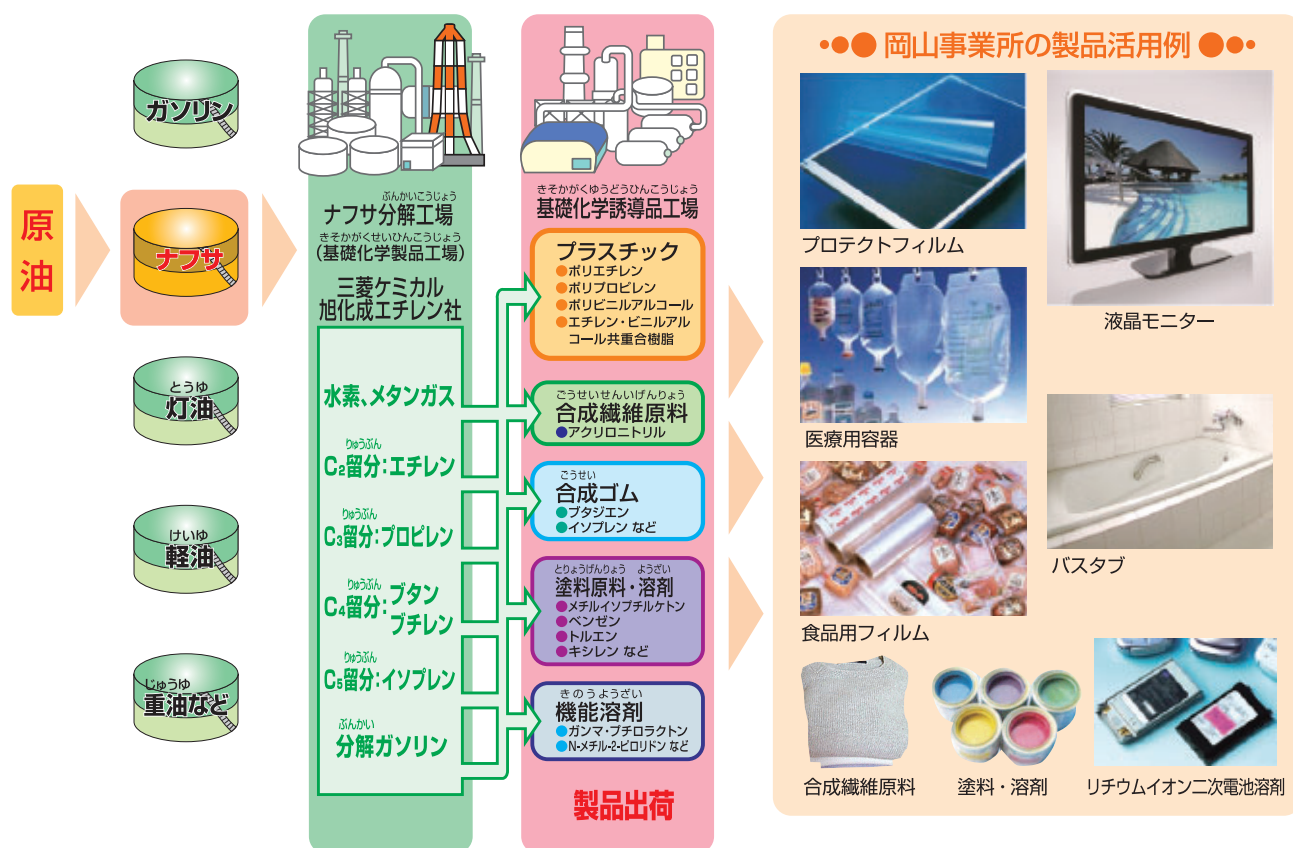 原油
ガソリン
ナフサ
とうゆ
灯油
けいゆ
軽油
じゅうゆ
重油など
ぶんかいこうじょう
ナフサ分解工場
きそかがくせいひんこうじょう
(基礎化学製品工場)
三菱ケミカル
旭化成エチレン社
水素、メタンガス
りゅうぶん
C₂留分:エチレン
りゅうぶん
C₃留分:プロピレン
りゅうぶん
C₄留分:ブタン
ブチレン
りゅうぶん
C₅留分:イソプレン
ぶんかい
分解ガソリン
きそかがくゆうどうひんこうじょう
基礎化学誘導品工場
プラスチック
●ポリエチレン
●ポリプロピレン
●ポリビニルアルコール
●エチレン・ビニルアル
コール共重合樹脂
ごうせいせんいげんりょう
合成繊維原料
●アクリロニトリル
ごうせい
合成ゴム
●ブタジエン
●イソプレン など
とりょうげんりょう ようざい
塗料原料・溶剤
●メチルイソブチルケトン
●ベンゼン
●トルエン
●キシレン など
きのうようざい
機能溶剤
●ガンマ・ブチロラクトン
●N-メチル-2-ピロリドン など
製品出荷
岡山事業所の製品活用例
プロテクトフィルム
液晶モニター
医療用容器
バスタブ
食品用フィルム
合成繊維原料
塗料・溶剤
リチウムイオン二次電池溶剤